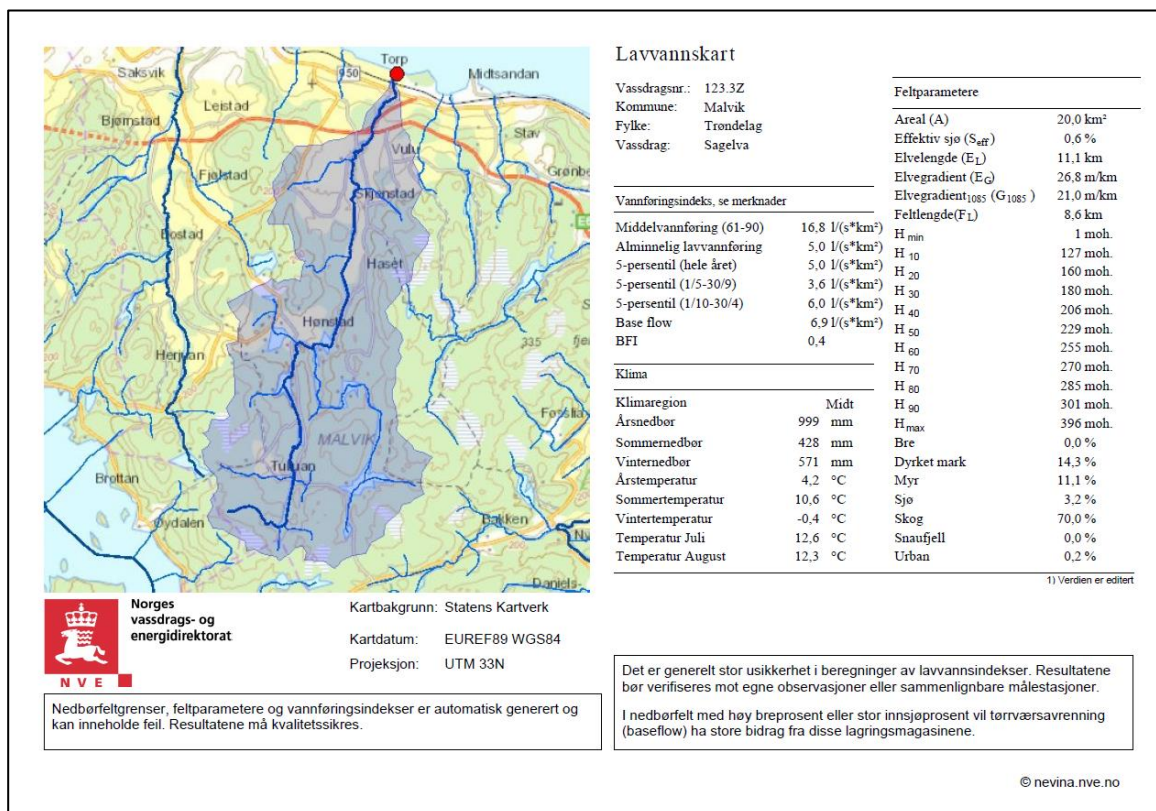 Saksvik
Torp
950
Midtsandan
Leistad
Bjørnstad
Stav
Vulu
Fjølstad
Skjønstad
Bostad
Hasét
Hønstad
335
Herjuan
MALVIK
Tuluan
Brottan
Øydalen
Bakken
Daniels-
Norges
vassdrags- og
energidirektorat
NVE
Kartbakgrunn: Statens Kartverk
Kartdatum: EUREF89 WGS84
Projeksjon: UTM 33N
Nedbørfeltgrenser, feltparametere og vannføringsindekser er automatisk generert og
kan inneholde feil. Resultatene må kvalitetssikres.
Lavvannskart
Vassdragsnr.: 123.3Z
Kommune: Malvik
Fylke: Trøndelag
Vassdrag: Sagelva
Vannføringsindeks, se merknader
Middelvannføring (61-90) 16,8 l/(s*km²)
Alminnelig lavvannføring 5,0 l/(s*km²)
5-persentil (hele året) 5,0 l/(s*km²)
5-persentil (1/5-30/9) 3,6 l/(s*km²)
5-persentil (1/10-30/4) 6,0 l/(s*km²)
Base flow 6,9 l/(s*km²)
BFI 0,4
Klima
Klimaregion Midt
Årsnedbør 999 mm
Sommernedbør 428 mm
Vinternedbør 571 mm
Årstemperatur 4,2 °C
Sommertemperatur 10,6 °C
Vintertemperatur -0,4 °C
Temperatur Juli 12,6 °C
Temperatur August 12,3 °C
Feltparametere
Areal (A) 20,0 km²
Effektiv sjø (Seff) 0,6 %
Elvelengde (EL) 11,1 km
Elvegradient (EG) 26,8 m/km
Elvegradient1085 (G1085) 21,0 m/km
Feltlengde(FL) 8,6 km
H min 1 moh.
H 10 127 moh.
H 20 160 moh.
H 30 180 moh.
H 40 206 moh.
H 50 229 moh.
H 60 255 moh.
H 70 270 moh.
H 80 285 moh.
H 90 301 moh.
H max 396 moh.
Bre 0,0 %
Dyrket mark 14,3 %
Myr 11,1 %
Sjø 3,2 %
Skog 70,0 %
Snaufjell 0,0 %
Urban 0,2 %
1) Verdien er editert
Det er generelt stor usikkerhet i beregninger av lavvannsindekser. Resultatene
bør verifiseres mot egne observasjoner eller sammenlignbare målestasjoner.
I nedbørfelt med høy breprosent eller stor innsjøprosent vil tørrværsavrenning
(baseflow) ha store bidrag fra disse lagringsmagasinene.
© nevina.nve.no